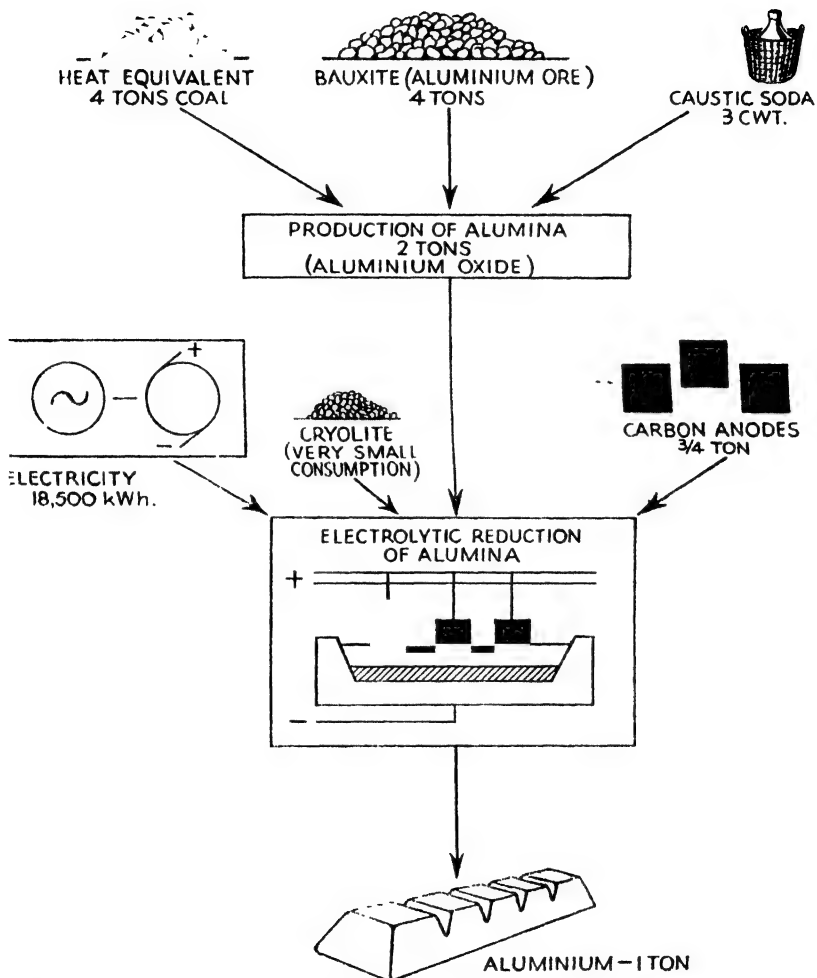 HEAT EQUIVALENT
4 TONS COAL
BAUXITE (ALUMINIUM ORE)
4 TONS
CAUSTIC SODA
3 CWT.
PRODUCTION OF ALUMINA
2 TONS
(ALUMINIUM OXIDE)
+
−
CRYOLITE
(VERY SMALL
CONSUMPTION)
CARBON ANODES
3/4 TON
ELECTRICITY
18,500 kWh.
ELECTROLYTIC REDUCTION
OF ALUMINA
+
−
ALUMINIUM – 1 TON